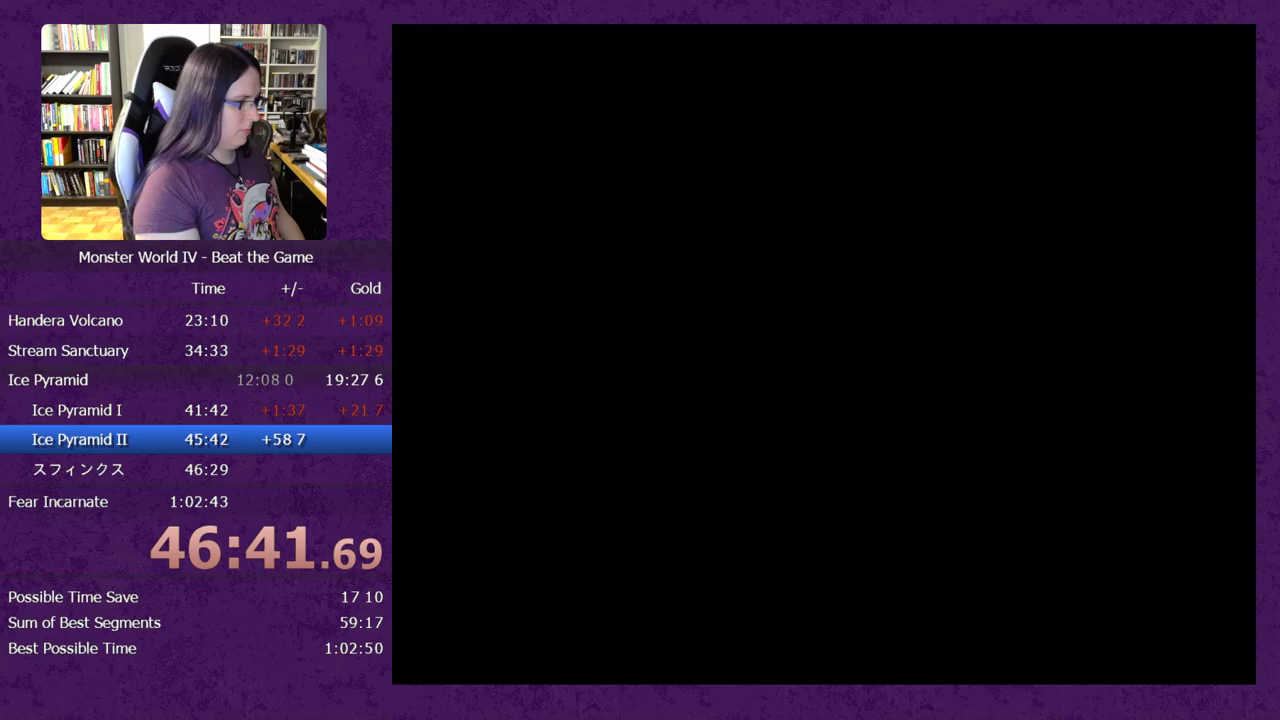 Monster World IV - Beat the Game
Time +/- Gold
Handera Volcano 23:10 +32 2 +1:09
Stream Sanctuary 34:33 +1:29 +1:29
Ice Pyramid 12:08 0 19:27 6
Ice Pyramid I 41:42 +1:37 +21 7
Ice Pyramid II 45:42 +58 7
スフィンクス 46:29
Fear Incarnate 1:02:43
46:41.69
Possible Time Save 17 10
Sum of Best Segments 59:17
Best Possible Time 1:02:50